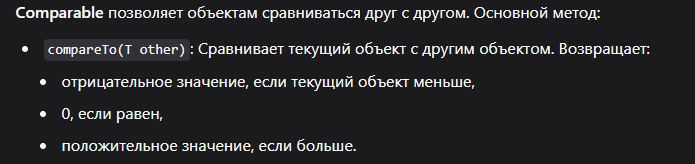 Comparable позволяет объектам сравниваться друг с другом. Основной метод:
• compareTo(T other): Сравнивает текущий объект с другим объектом. Возвращает:
• отрицательное значение, если текущий объект меньше,
• 0, если равен,
• положительное значение, если больше.